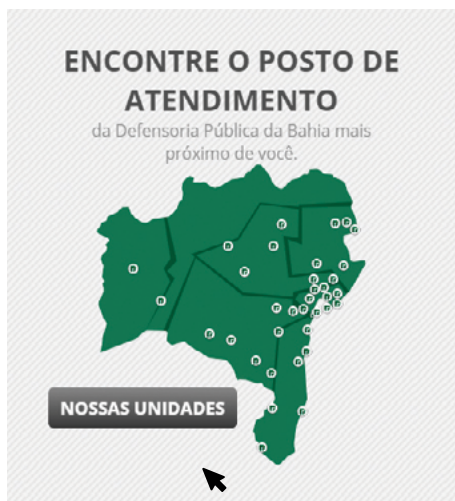 ENCONTRE O POSTO DE
ATENDIMENTO
da Defensoria Pública da Bahia mais
próximo de você.
NOSSAS UNIDADES